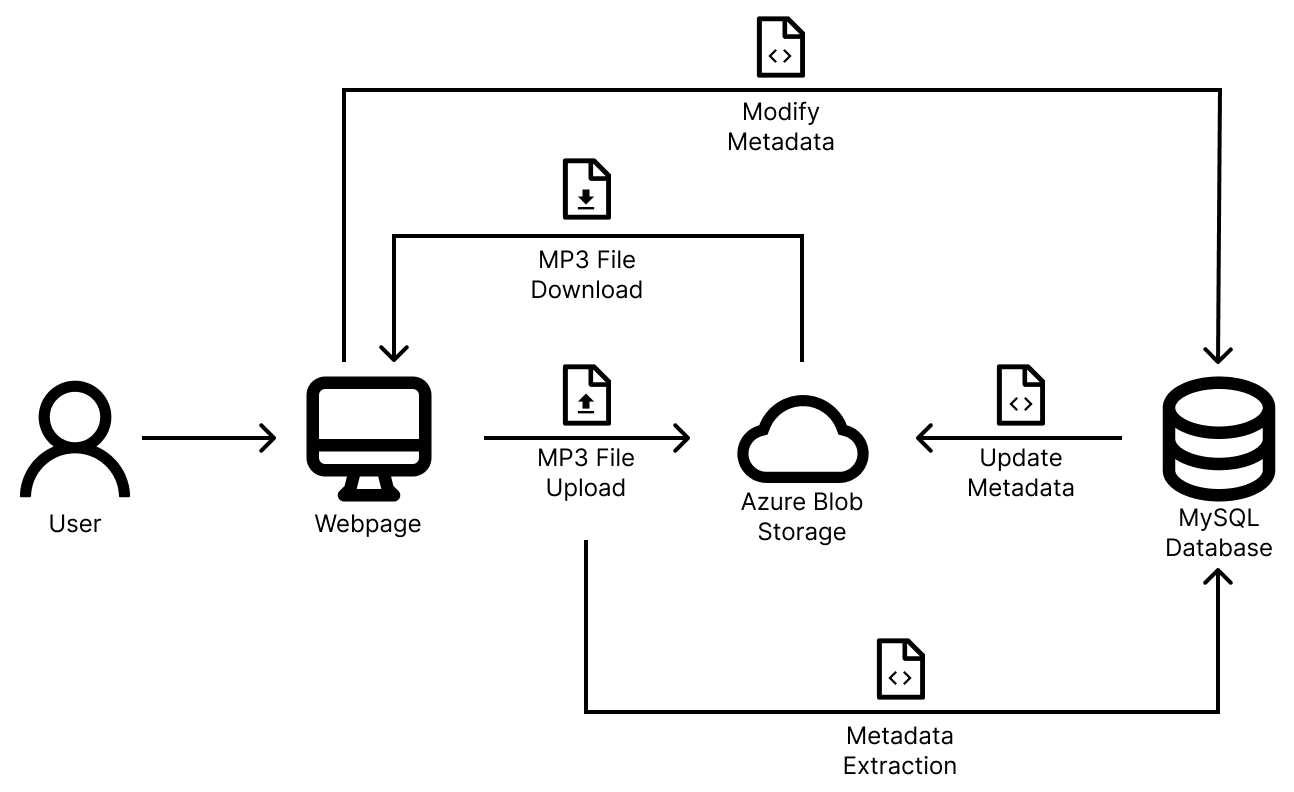 Modify
Metadata
MP3 File
Download
MP3 File
Upload
Update
Metadata
User
Webpage
Azure Blob
Storage
MySQL
Database
Metadata
Extraction